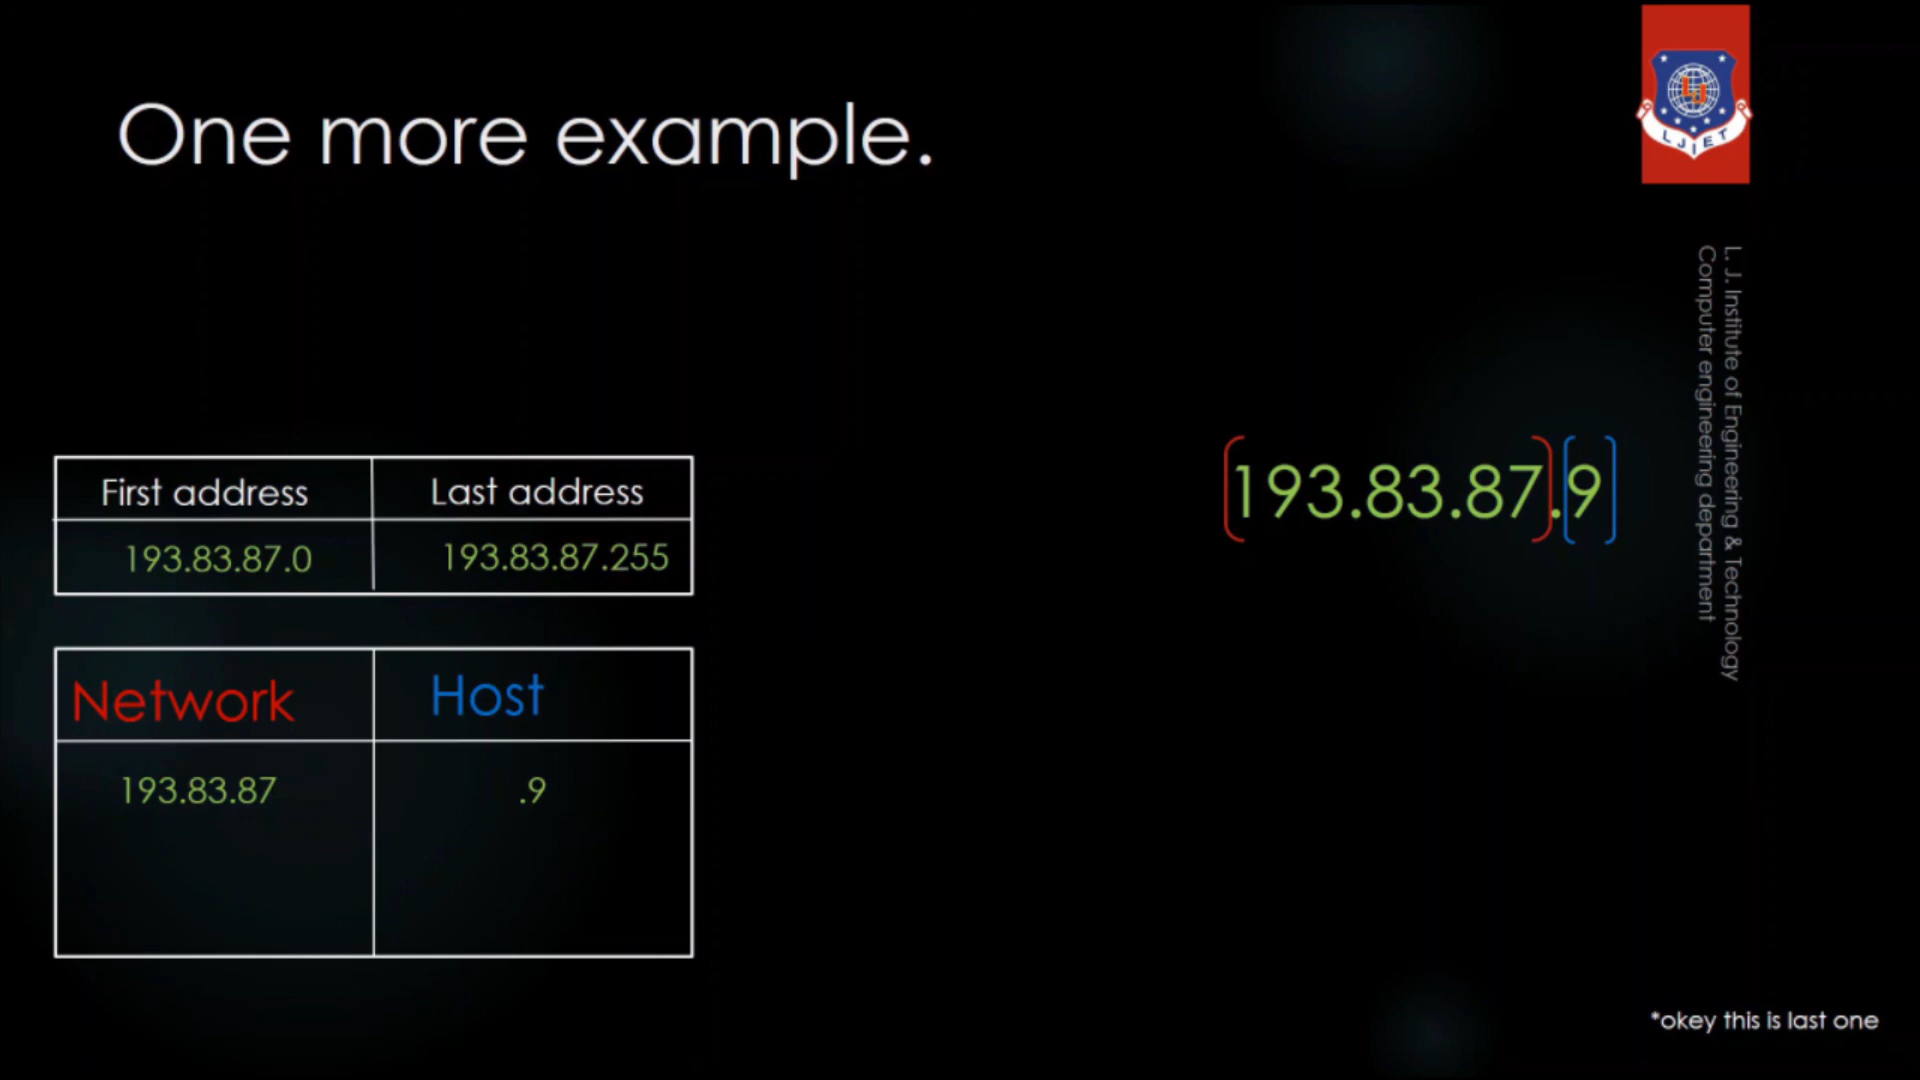 One more example.
LJIET
L. J. Institute of Engineering & Technology
Computer engineering department
First address Last address
193.83.87.0 193.83.87.255
193.83.87.9
Network Host
193.83.87 .9
*okey this is last one